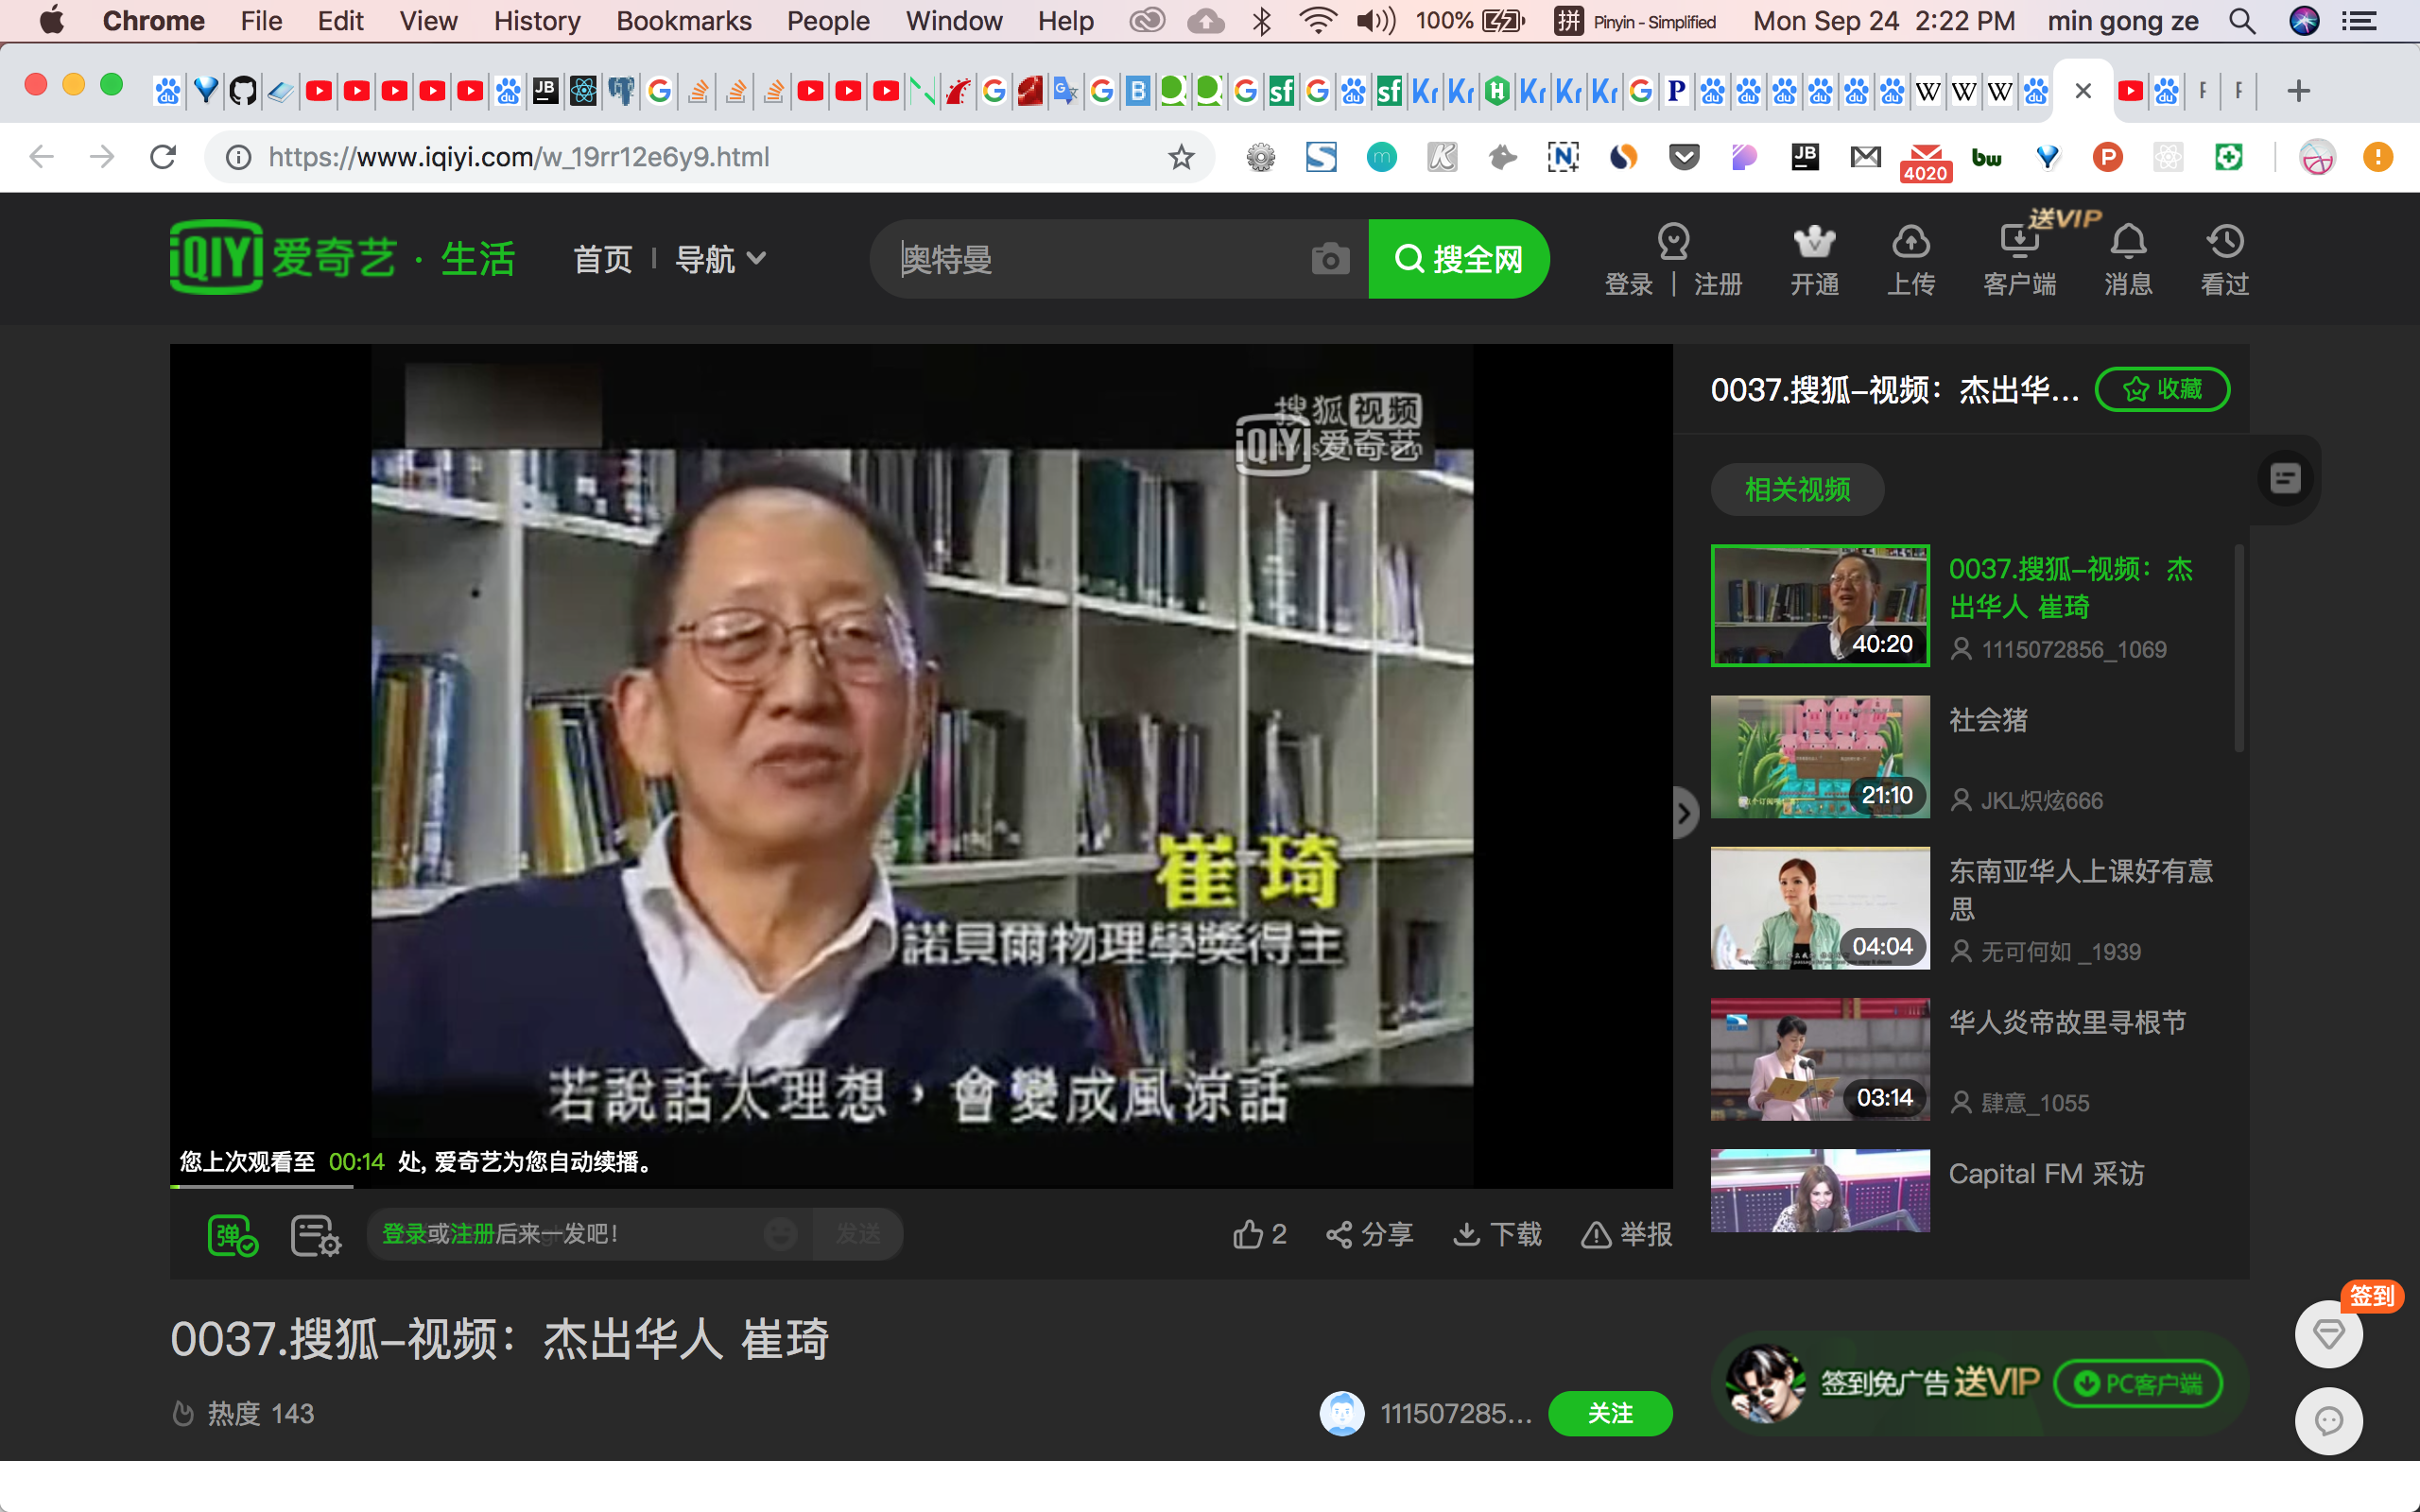 Chrome File Edit View History Bookmarks People Window Help 100% 拼 Pinyin - Simplified Mon Sep 24 2:22 PM min gong ze
https://www.iqiyi.com/w_19rr12e6y9.html
4020
iQIYI 爱奇艺 · 生活
首页
导航
奥特曼
搜全网
登录 | 注册
开通
上传
送VIP
客户端
消息
看过
搜狐视频
iQIYI 爱奇艺
崔琦
諾貝爾物理學獎得主
若說話太理想，會變成風涼話
您上次观看至 00:14 处, 爱奇艺为您自动续播。
登录或注册后来一发吧！
发送
2
分享
下载
举报
0037.搜狐–视频：杰出华...
收藏
相关视频
40:20
0037.搜狐–视频：杰
出华人 崔琦
1115072856_1069
21:10
社会猪
JKL炽炫666
04:04
东南亚华人上课好有意
思
无可何如 _1939
03:14
华人炎帝故里寻根节
肆意_1055
Capital FM 采访
0037.搜狐–视频：杰出华人 崔琦
热度 143
111507285...
关注
签到免广告 送VIP
PC客户端
签到